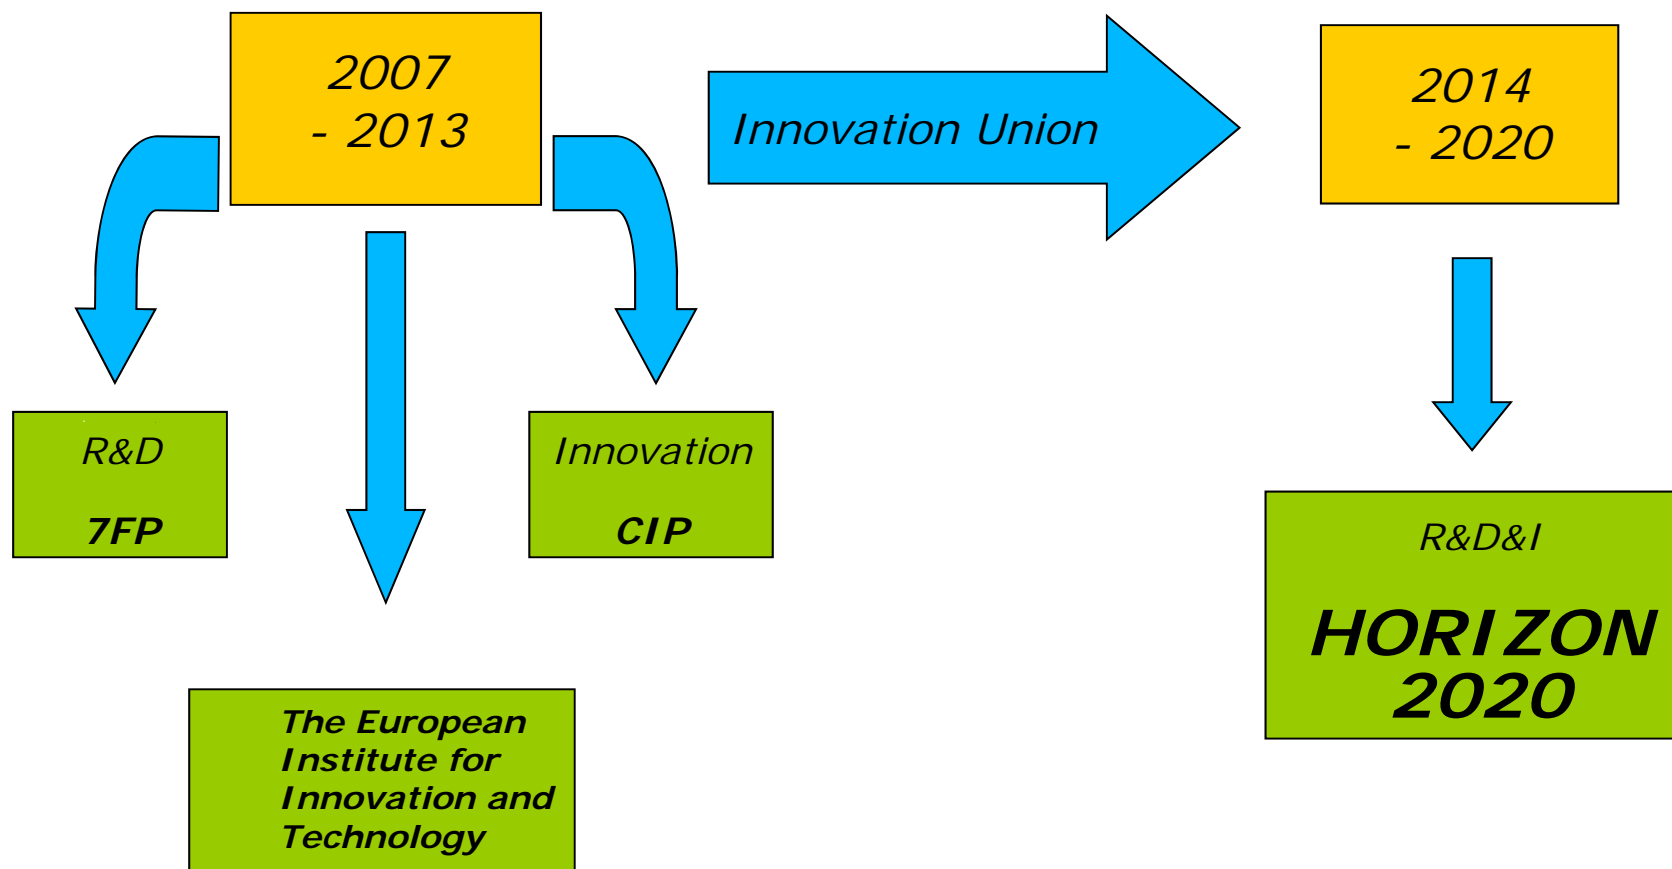 2007
- 2013
Innovation Union
2014
- 2020
R&D
7FP
Innovation
CIP
R&D&I
HORIZON
2020
The European
Institute for
Innovation and
Technology